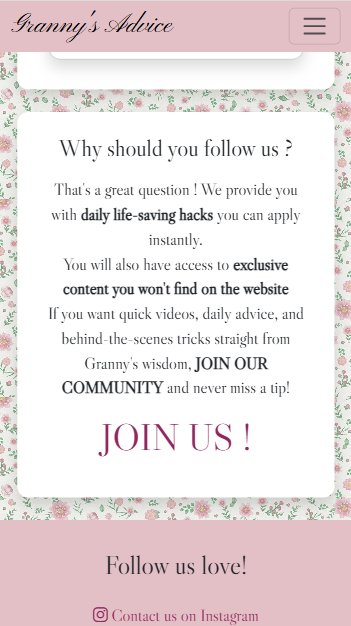 Granny's Advice
Why should you follow us ?
That's a great question ! We provide you
with daily life-saving hacks you can apply
instantly.
You will also have access to exclusive
content you won't find on the website
If you want quick videos, daily advice, and
behind-the-scenes tricks straight from
Granny's wisdom, JOIN OUR
COMMUNITY and never miss a tip!
JOIN US !
Follow us love!
Contact us on Instagram